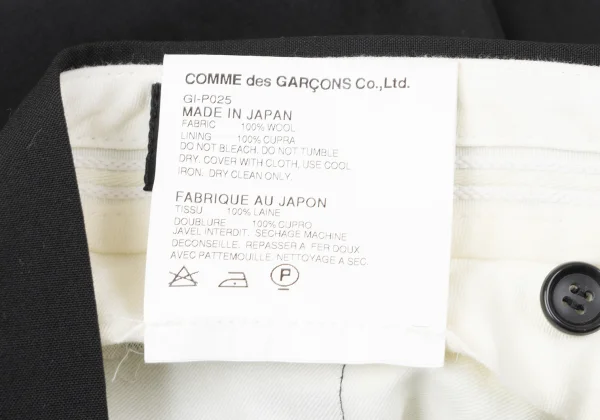 COMME des GARÇONS Co.,Ltd.
GI-P025
MADE IN JAPAN
FABRIC 100% WOOL
LINING 100% CUPRA
DO NOT BLEACH. DO NOT TUMBLE
DRY. COVER WITH CLOTH, USE COOL
IRON. DRY CLEAN ONLY.
FABRIQUE AU JAPON
TISSU 100% LAINE
DOUBLURE 100% CUPRO
JAVEL INTERDIT. SECHAGE MACHINE
DECONSEILLE. REPASSER A FER DOUX
AVEC PATTEMOUILLE. NETTOYAGE A SEC.
P